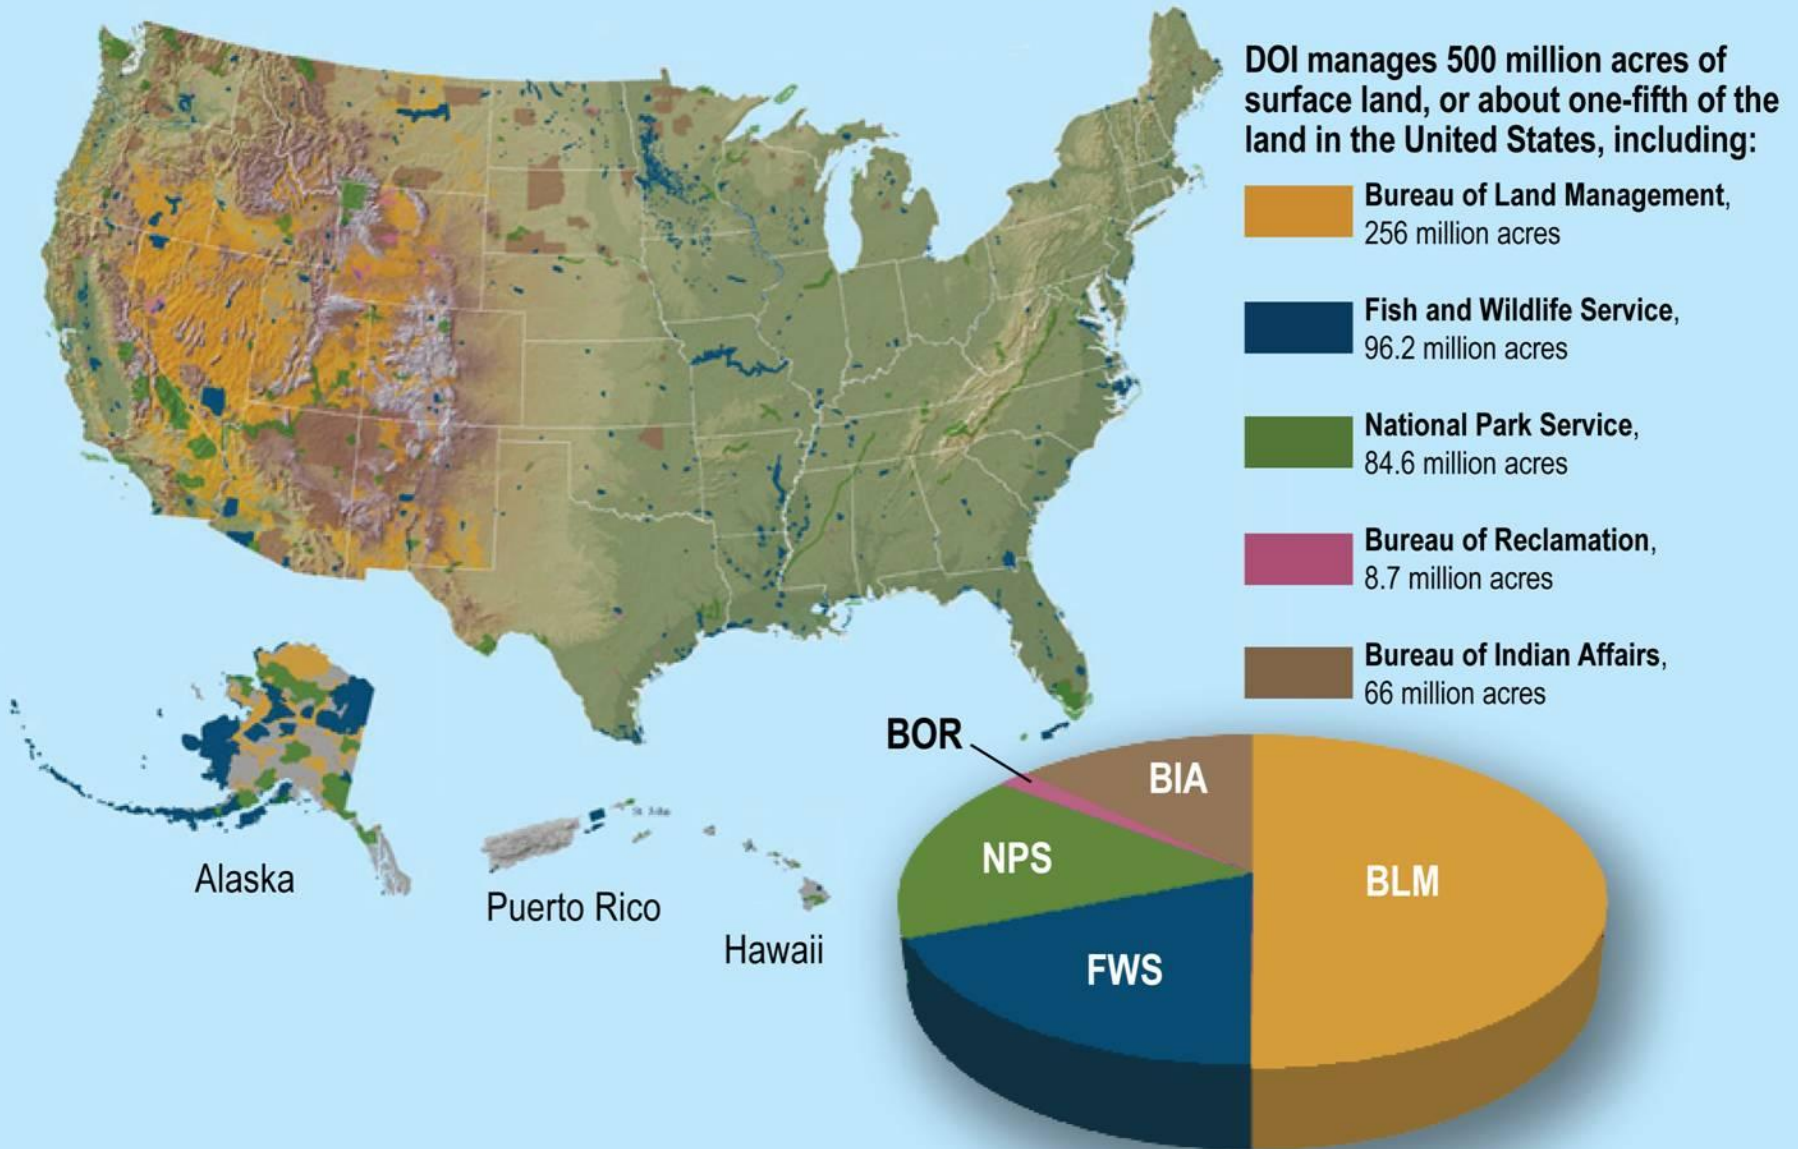 DOI manages 500 million acres of
surface land, or about one-fifth of the
land in the United States, including:
Bureau of Land Management,
256 million acres
Fish and Wildlife Service,
96.2 million acres
National Park Service,
84.6 million acres
Bureau of Reclamation,
8.7 million acres
Bureau of Indian Affairs,
66 million acres
BOR
BIA
NPS
BLM
FWS
St. John
Alaska
Puerto Rico
Hawaii